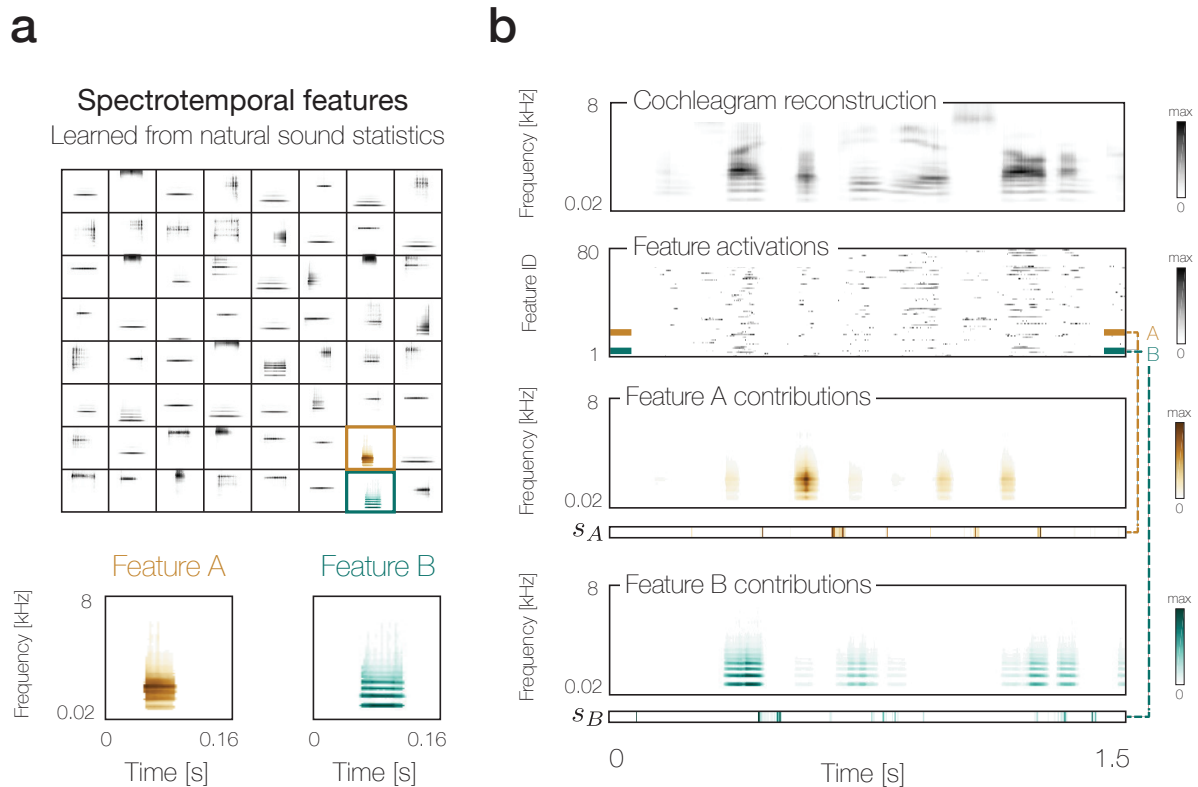 a
Spectrotemporal features
Learned from natural sound statistics
Feature A
Feature B
Frequency [kHz]
8
0.02
0
0.16
0
0.16
Time [s]
Time [s]
b
Cochleagram reconstruction
Frequency [kHz]
8
0.02
max
0
Feature activations
Feature ID
80
1
A
B
max
0
Feature A contributions
Frequency [kHz]
8
0.02
max
0
sA
Feature B contributions
Frequency [kHz]
8
0.02
max
0
sB
0
Time [s]
1.5